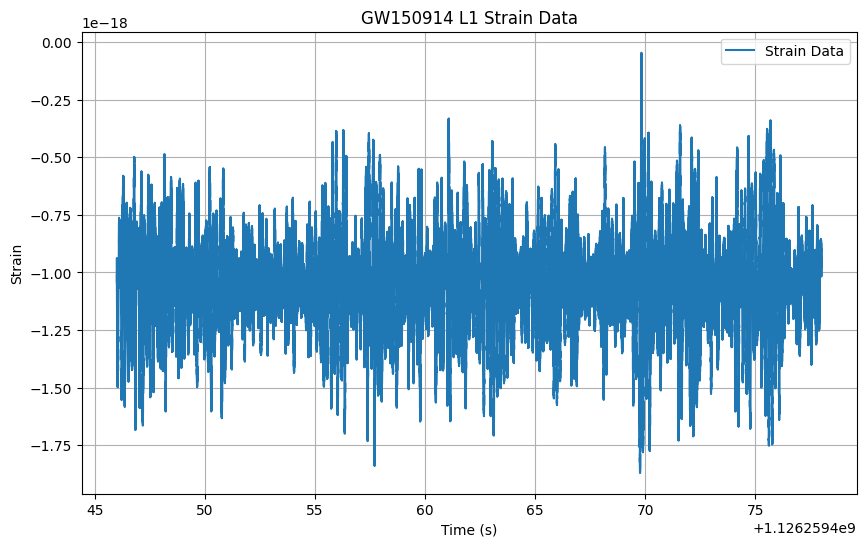 GW150914 L1 Strain Data
1e−18
Strain Data
0.00
−0.25
−0.50
−0.75
−1.00
−1.25
−1.50
−1.75
Strain
45 50 55 60 65 70 75
Time (s)
+1.1262594e9